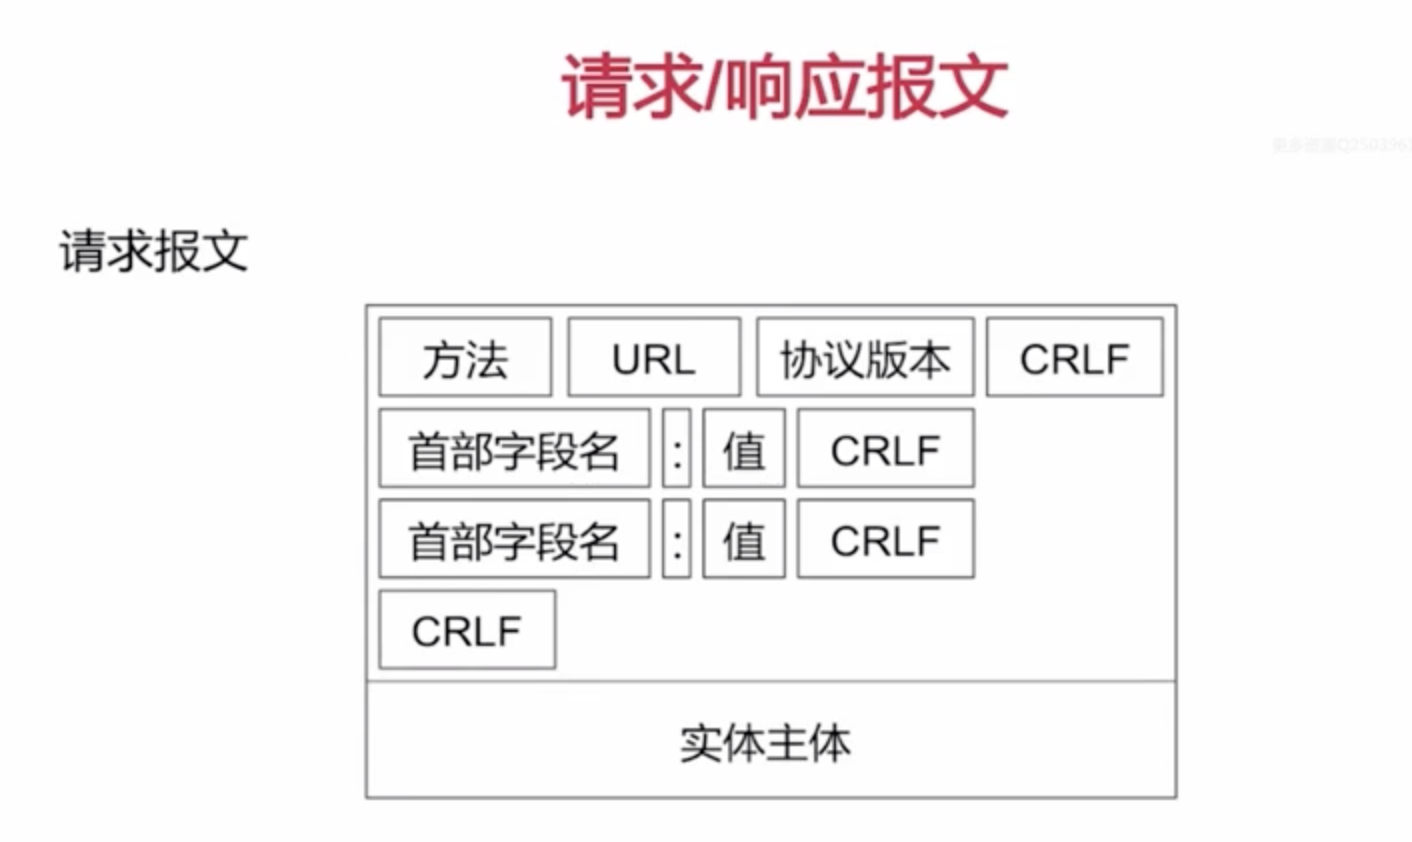 请求/响应报文
请求报文
方法 URL 协议版本 CRLF
首部字段名 : 值 CRLF
首部字段名 : 值 CRLF
CRLF
实体主体